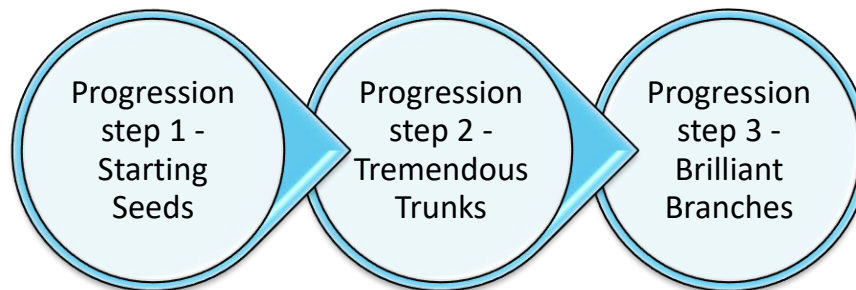 Progression
step 1 -
Starting
Seeds
Progression
step 2 -
Tremendous
Trunks
Progression
step 3 -
Brilliant
Branches